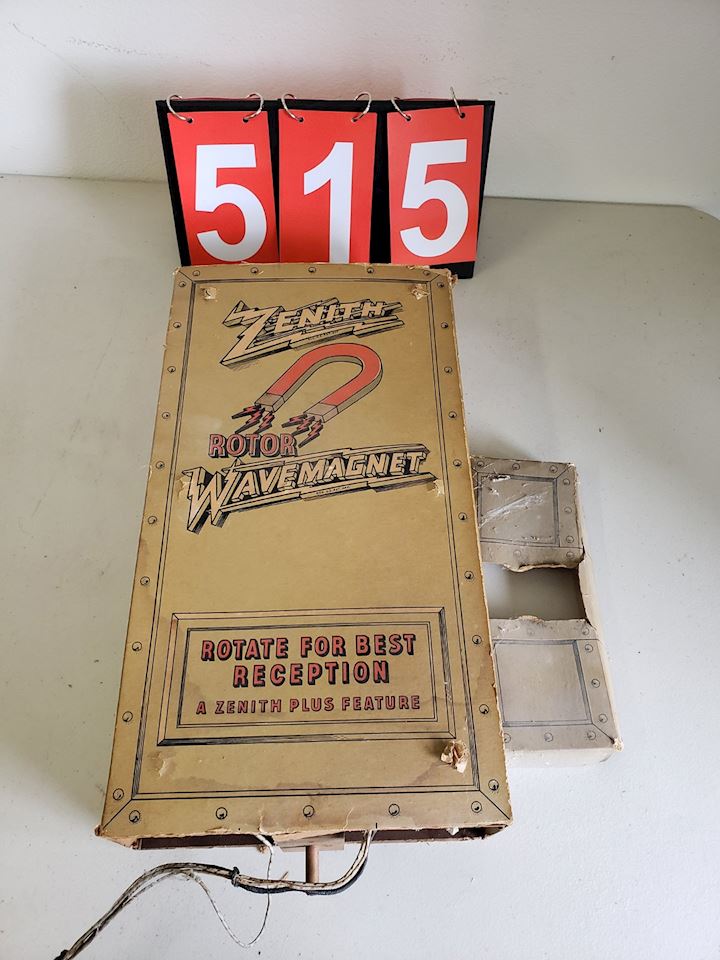 515
ZENITH
ROTOR
WAVEMAGNET
ROTATE FOR BEST
RECEPTION
A ZENITH PLUS FEATURE